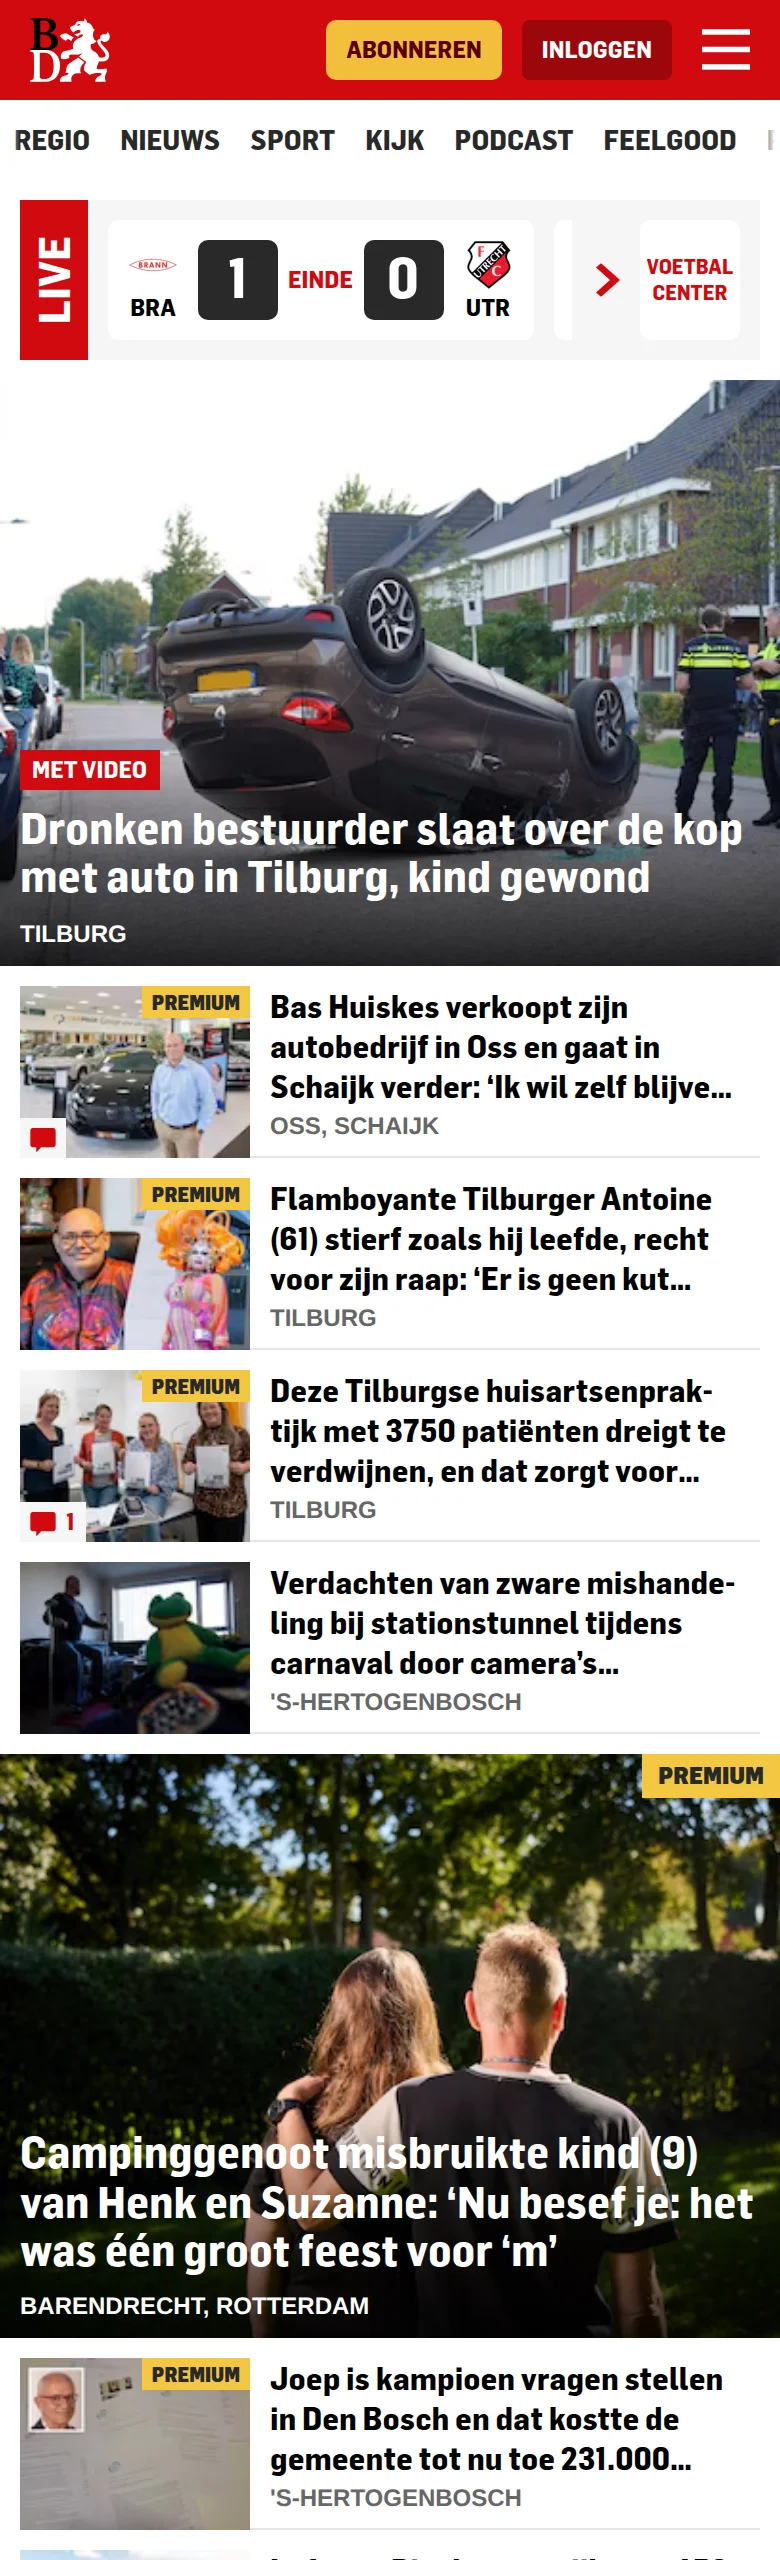 B
D
ABONNEREN
INLOGGEN
REGIO NIEUWS SPORT KIJK PODCAST FEELGOOD
LIVE
BRANN
BRA
1
EINDE
0
F
UTRECHT
C
UTR
VOETBAL
CENTER
MET VIDEO
Dronken bestuurder slaat over de kop
met auto in Tilburg, kind gewond
TILBURG
PREMIUM
Bas Huiskes verkoopt zijn
autobedrijf in Oss en gaat in
Schaijk verder: ‘Ik wil zelf blijve...
OSS, SCHAIJK
PREMIUM
Flamboyante Tilburger Antoine
(61) stierf zoals hij leefde, recht
voor zijn raap: ‘Er is geen kut...
TILBURG
PREMIUM
1
Deze Tilburgse huisartsenprak-
tijk met 3750 patiënten dreigt te
verdwijnen, en dat zorgt voor...
TILBURG
Verdachten van zware mishande-
ling bij stationstunnel tijdens
carnaval door camera’s...
'S-HERTOGENBOSCH
PREMIUM
Campinggenoot misbruikte kind (9)
van Henk en Suzanne: ‘Nu besef je: het
was één groot feest voor ‘m’
BARENDRECHT, ROTTERDAM
PREMIUM
Joep is kampioen vragen stellen
in Den Bosch en dat kostte de
gemeente tot nu toe 231.000...
'S-HERTOGENBOSCH